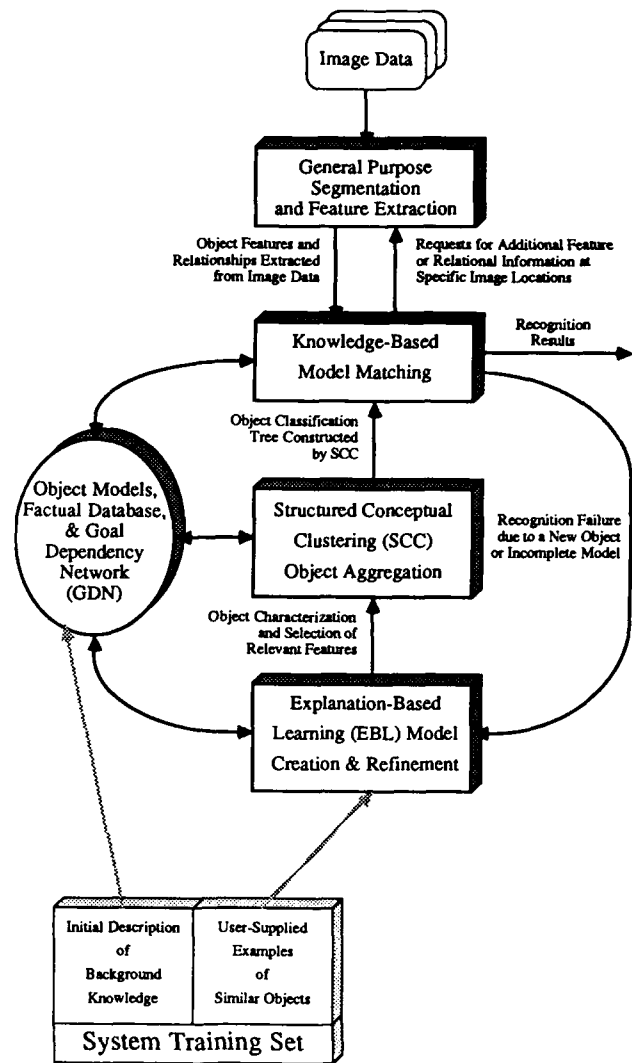 Image Data
General Purpose
Segmentation
and Feature Extraction
Object Features and
Relationships Extracted
from Image Data
Requests for Additional Feature
or Relational Information at
Specific Image Locations
Knowledge-Based
Model Matching
Recognition
Results
Object Classification
Tree Constructed
by SCC
Object Models,
Factual Database,
& Goal
Dependency
Network
(GDN)
Structured Conceptual
Clustering (SCC)
Object Aggregation
Recognition Failure
due to a New Object
or Incomplete Model
Object Characterization
and Selection of
Relevant Features
Explanation-Based
Learning (EBL) Model
Creation & Refinement
Initial Description
of
Background
Knowledge
User-Supplied
Examples
of
Similar Objects
System Training Set